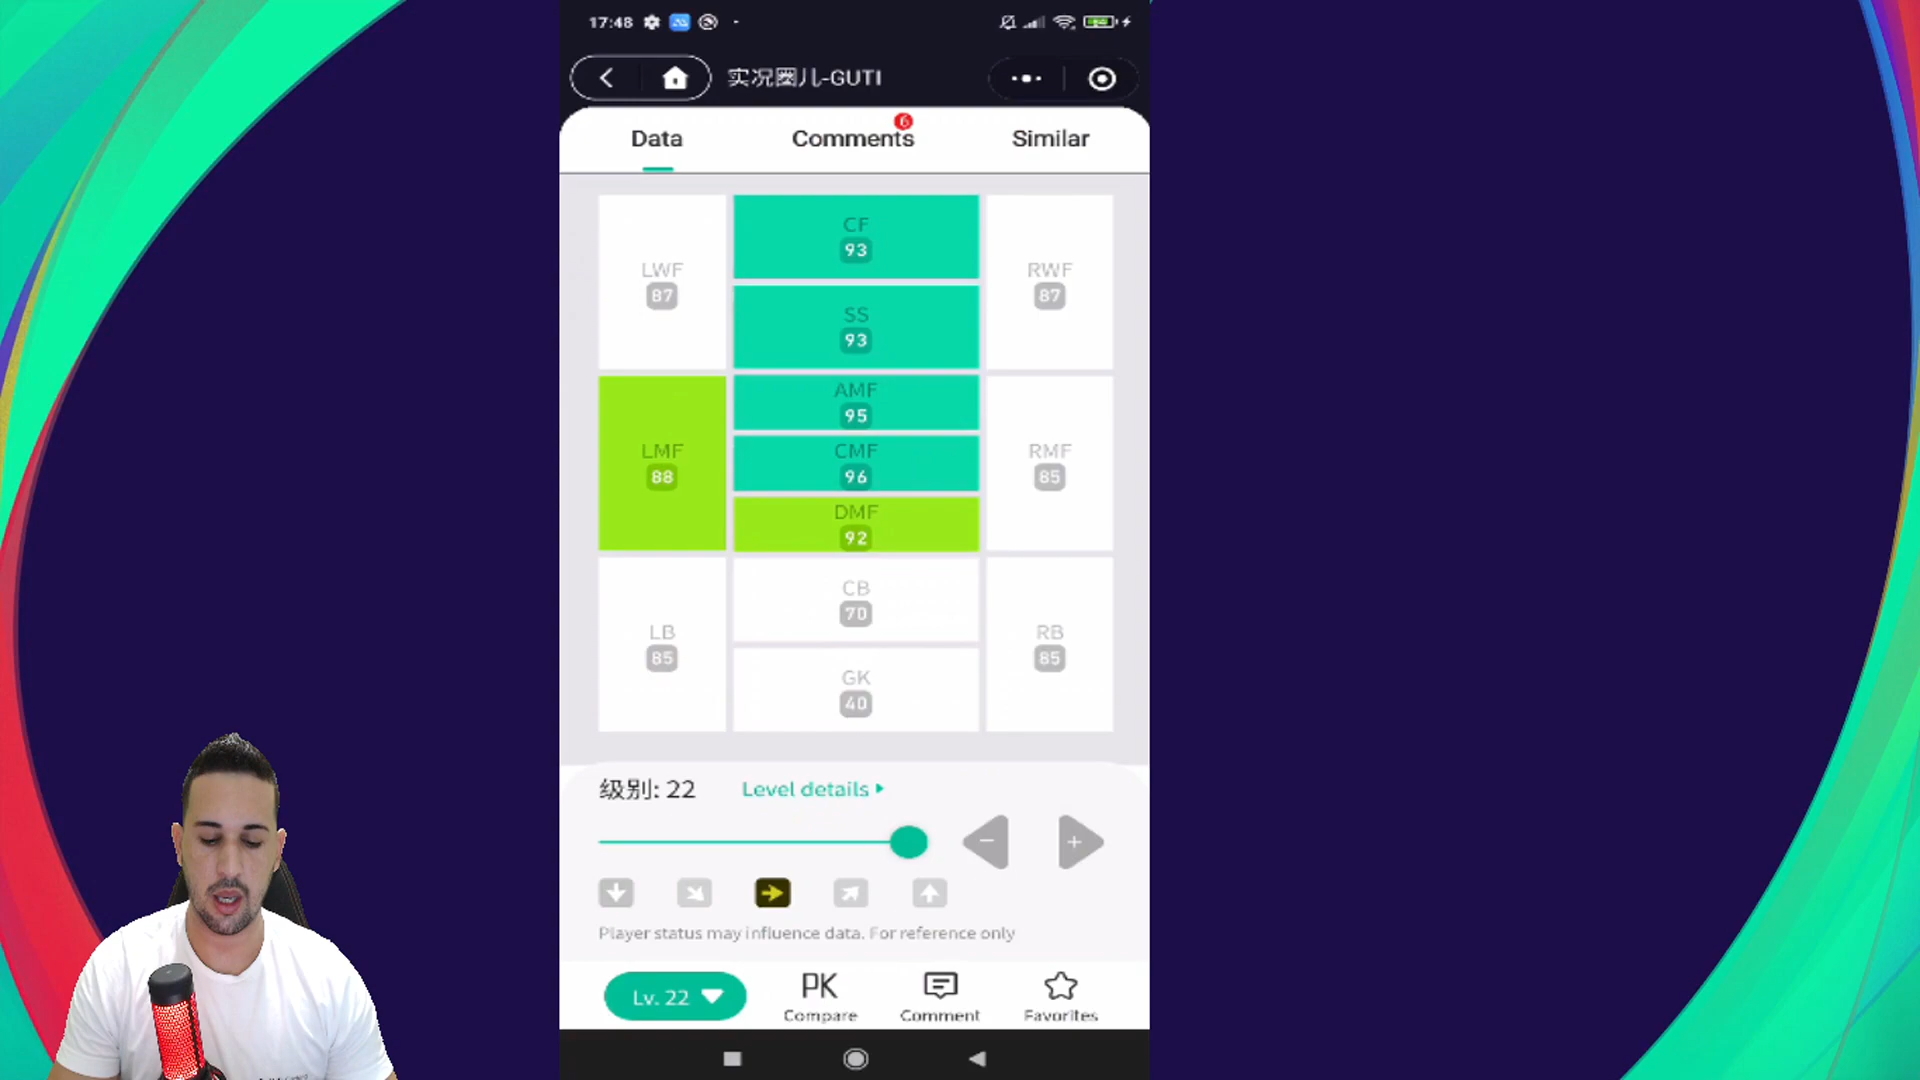 17:48
实况圈儿-GUTI
Data
Comments
6
Similar
CF
93
LWF
87
RWF
87
SS
93
AMF
95
LMF
88
CMF
96
RMF
85
DMF
92
CB
70
LB
85
RB
85
GK
40
级别: 22
Level details
Player status may influence data. For reference only
Lv. 22
PK
Compare
Comment
Favorites